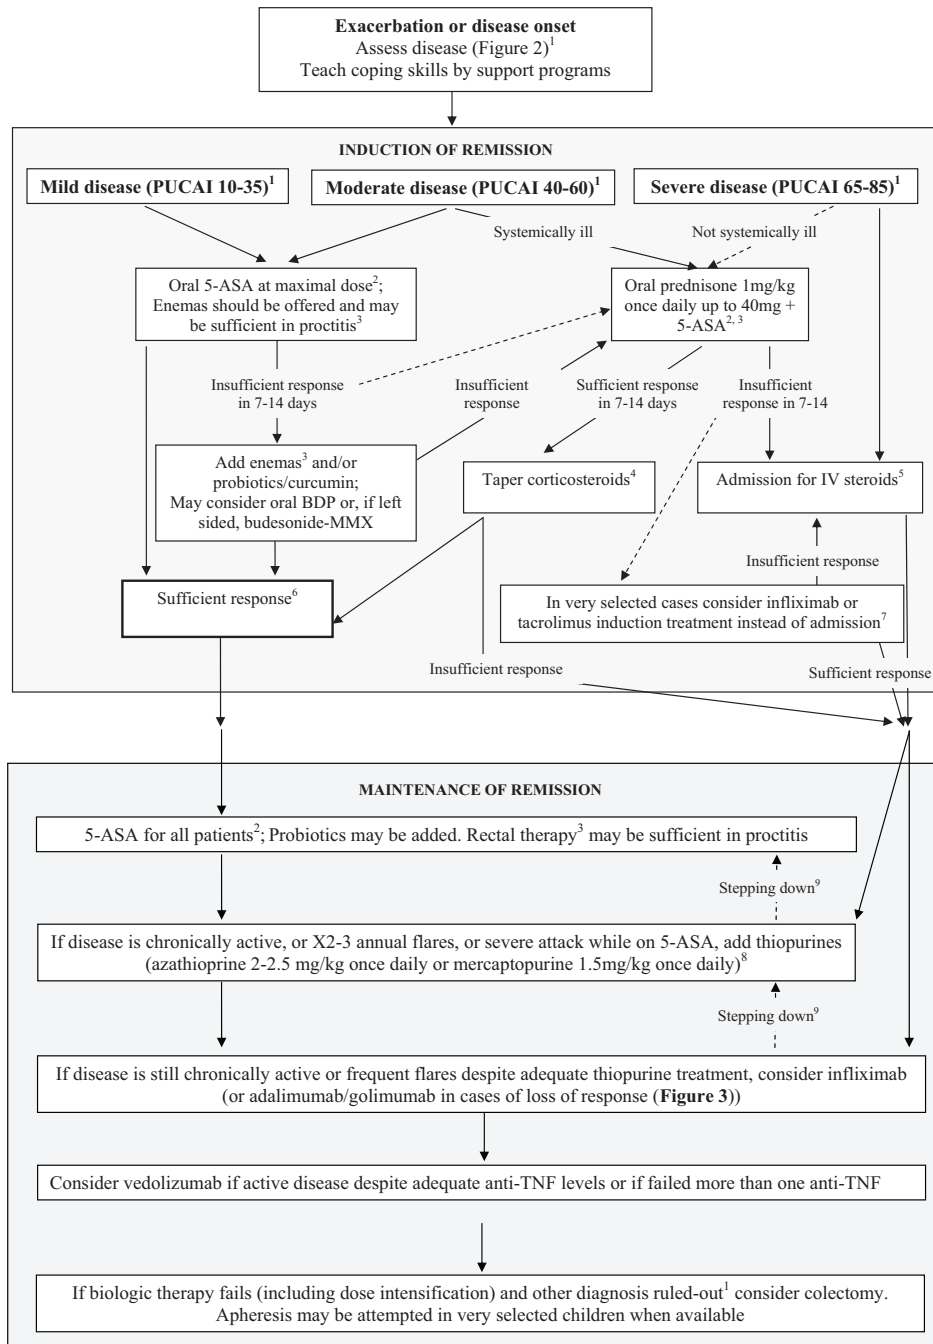 Exacerbation or disease onset
Assess disease (Figure 2)¹
Teach coping skills by support programs
INDUCTION OF REMISSION
Mild disease (PUCAI 10-35)¹
Moderate disease (PUCAI 40-60)¹
Severe disease (PUCAI 65-85)¹
Systemically ill
Not systemically ill
Oral 5-ASA at maximal dose²;
Enemas should be offered and may
be sufficient in proctitis³
Oral prednisone 1mg/kg
once daily up to 40mg +
5-ASA²,³
Insufficient response
in 7-14 days
Insufficient
response
Sufficient response
in 7-14 days
Insufficient
response in 7-14
Add enemas³ and/or
probiotics/curcumin;
May consider oral BDP or, if left
sided, budesonide-MMX
Taper corticosteroids⁴
Admission for IV steroids⁵
Insufficient response
Sufficient response⁶
In very selected cases consider infliximab or
tacrolimus induction treatment instead of admission⁷
Insufficient response
Sufficient response
MAINTENANCE OF REMISSION
5-ASA for all patients²; Probiotics may be added. Rectal therapy³ may be sufficient in proctitis
Stepping down⁹
If disease is chronically active, or X2-3 annual flares, or severe attack while on 5-ASA, add thiopurines
(azathioprine 2-2.5 mg/kg once daily or mercaptopurine 1.5mg/kg once daily)⁸
Stepping down⁹
If disease is still chronically active or frequent flares despite adequate thiopurine treatment, consider infliximab
(or adalimumab/golimumab in cases of loss of response (Figure 3))
Consider vedolizumab if active disease despite adequate anti-TNF levels or if failed more than one anti-TNF
If biologic therapy fails (including dose intensification) and other diagnosis ruled-out¹ consider colectomy.
Apheresis may be attempted in very selected children when available